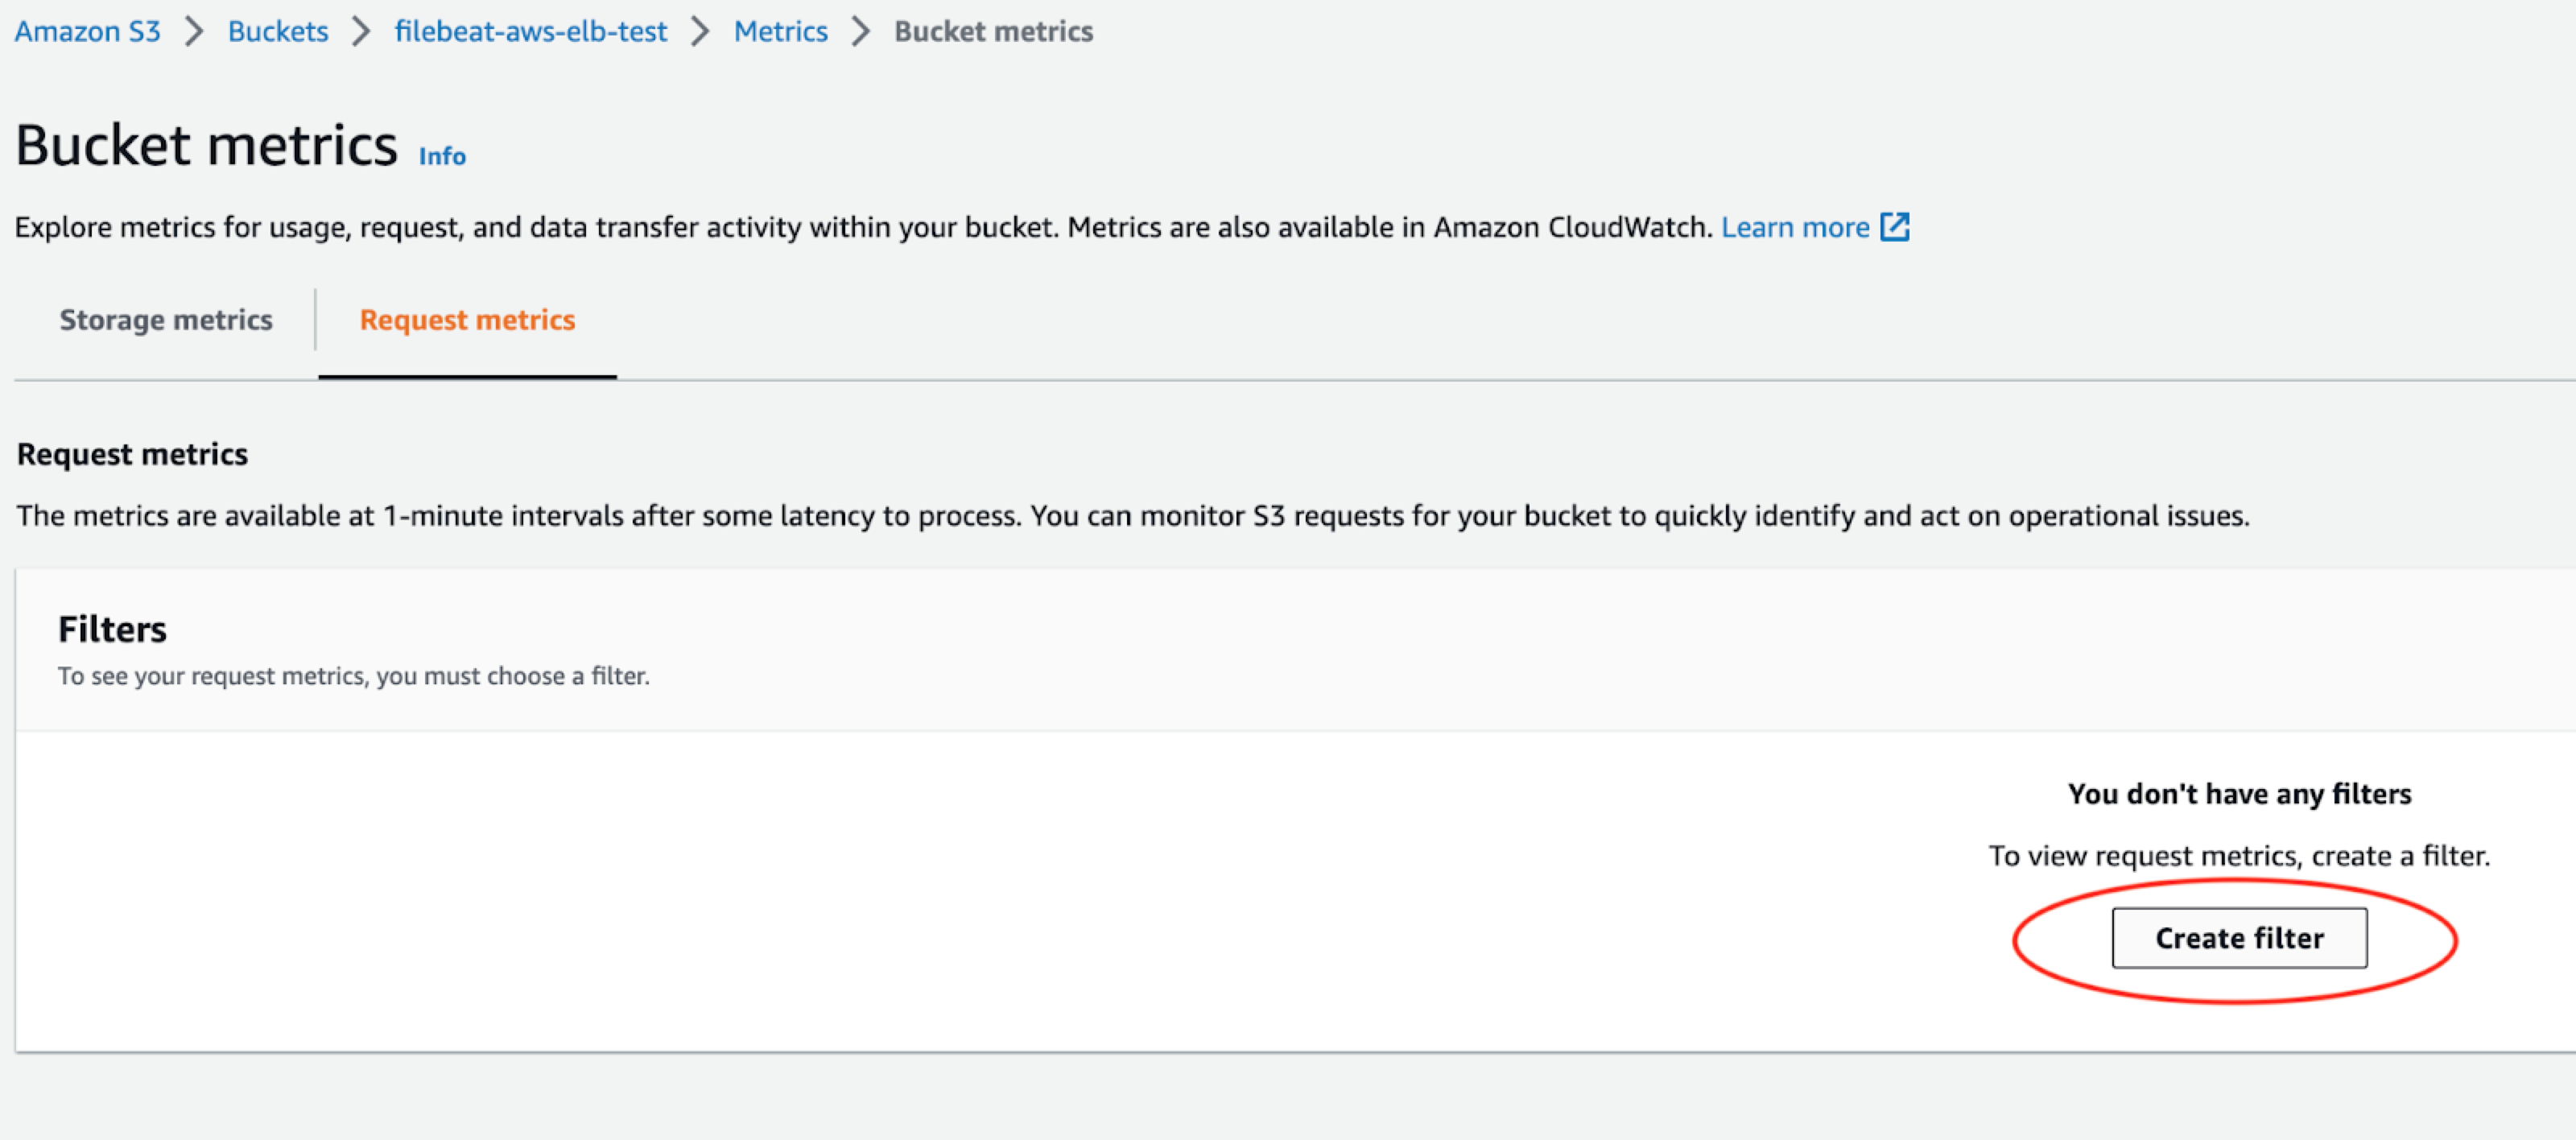 Amazon S3 > Buckets > filebeat-aws-elb-test > Metrics > Bucket metrics
Bucket metrics Info
Explore metrics for usage, request, and data transfer activity within your bucket. Metrics are also available in Amazon CloudWatch. Learn more
Storage metrics Request metrics
Request metrics
The metrics are available at 1-minute intervals after some latency to process. You can monitor S3 requests for your bucket to quickly identify and act on operational issues.
Filters
To see your request metrics, you must choose a filter.
You don't have any filters
To view request metrics, create a filter.
Create filter